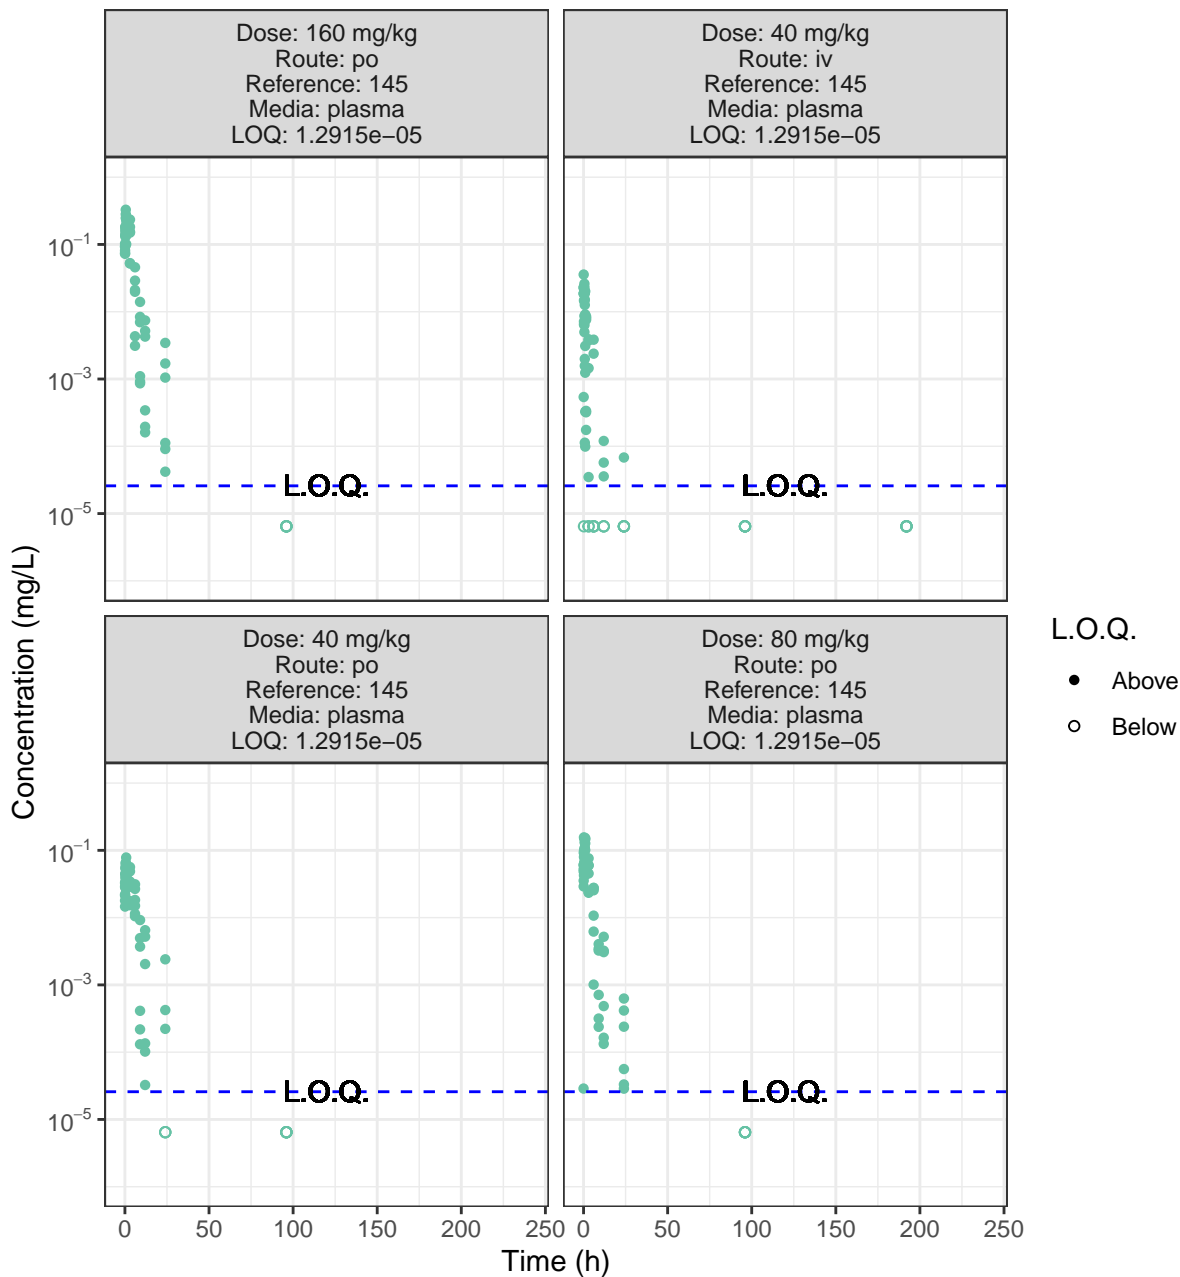 Dose: 160 mg/kg
Route: po
Reference: 145
Media: plasma
LOQ: 1.2915e−05
Dose: 40 mg/kg
Route: iv
Reference: 145
Media: plasma
LOQ: 1.2915e−05
10⁻¹
10⁻³
10⁻⁵
L.O.Q.
L.O.Q.
Dose: 40 mg/kg
Route: po
Reference: 145
Media: plasma
LOQ: 1.2915e−05
Dose: 80 mg/kg
Route: po
Reference: 145
Media: plasma
LOQ: 1.2915e−05
10⁻¹
10⁻³
10⁻⁵
L.O.Q.
L.O.Q.
0 50 100 150 200 250
0 50 100 150 200 250
Time (h)
Concentration (mg/L)
L.O.Q.
Above
Below